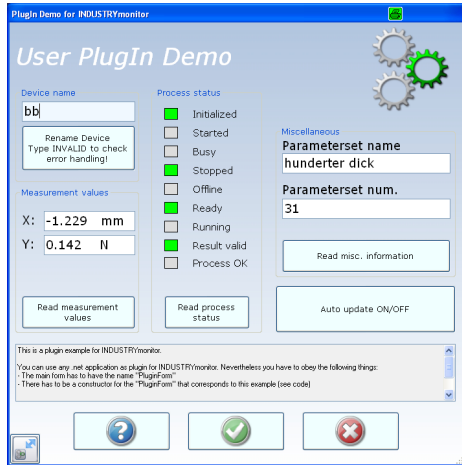 PlugIn Demo for INDUSTRYmonitor
User PlugIn Demo
Device name
bb
Rename Device
Type INVALID to check
error handling!
Measurement values
X: -1.229 mm
Y: 0.142 N
Read measurement
values
Process status
Initialized
Started
Busy
Stopped
Offline
Ready
Running
Result valid
Process OK
Read process
status
Miscellaneous
Parameterset name
hunderter dick
Parameterset num.
31
Read misc. information
Auto update ON/OFF
This is a plugin example for INDUSTRYmonitor.
You can use any .net application as plugin for INDUSTRYmonitor. Nevertheless you have to obey the following things:
- The main form has to have the name "PluginForm"
- There has to be a constructor for the "PluginForm" that corresponds to this example (see code)